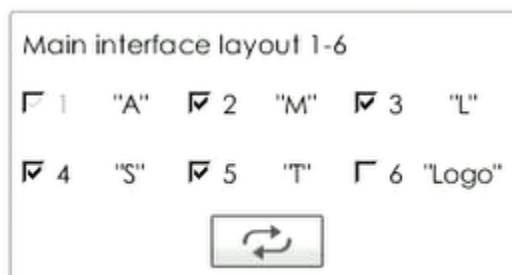 Main interface layout 1-6
1 "A" 2 "M" 3 "L"
4 "S" 5 "T" 6 "Logo"